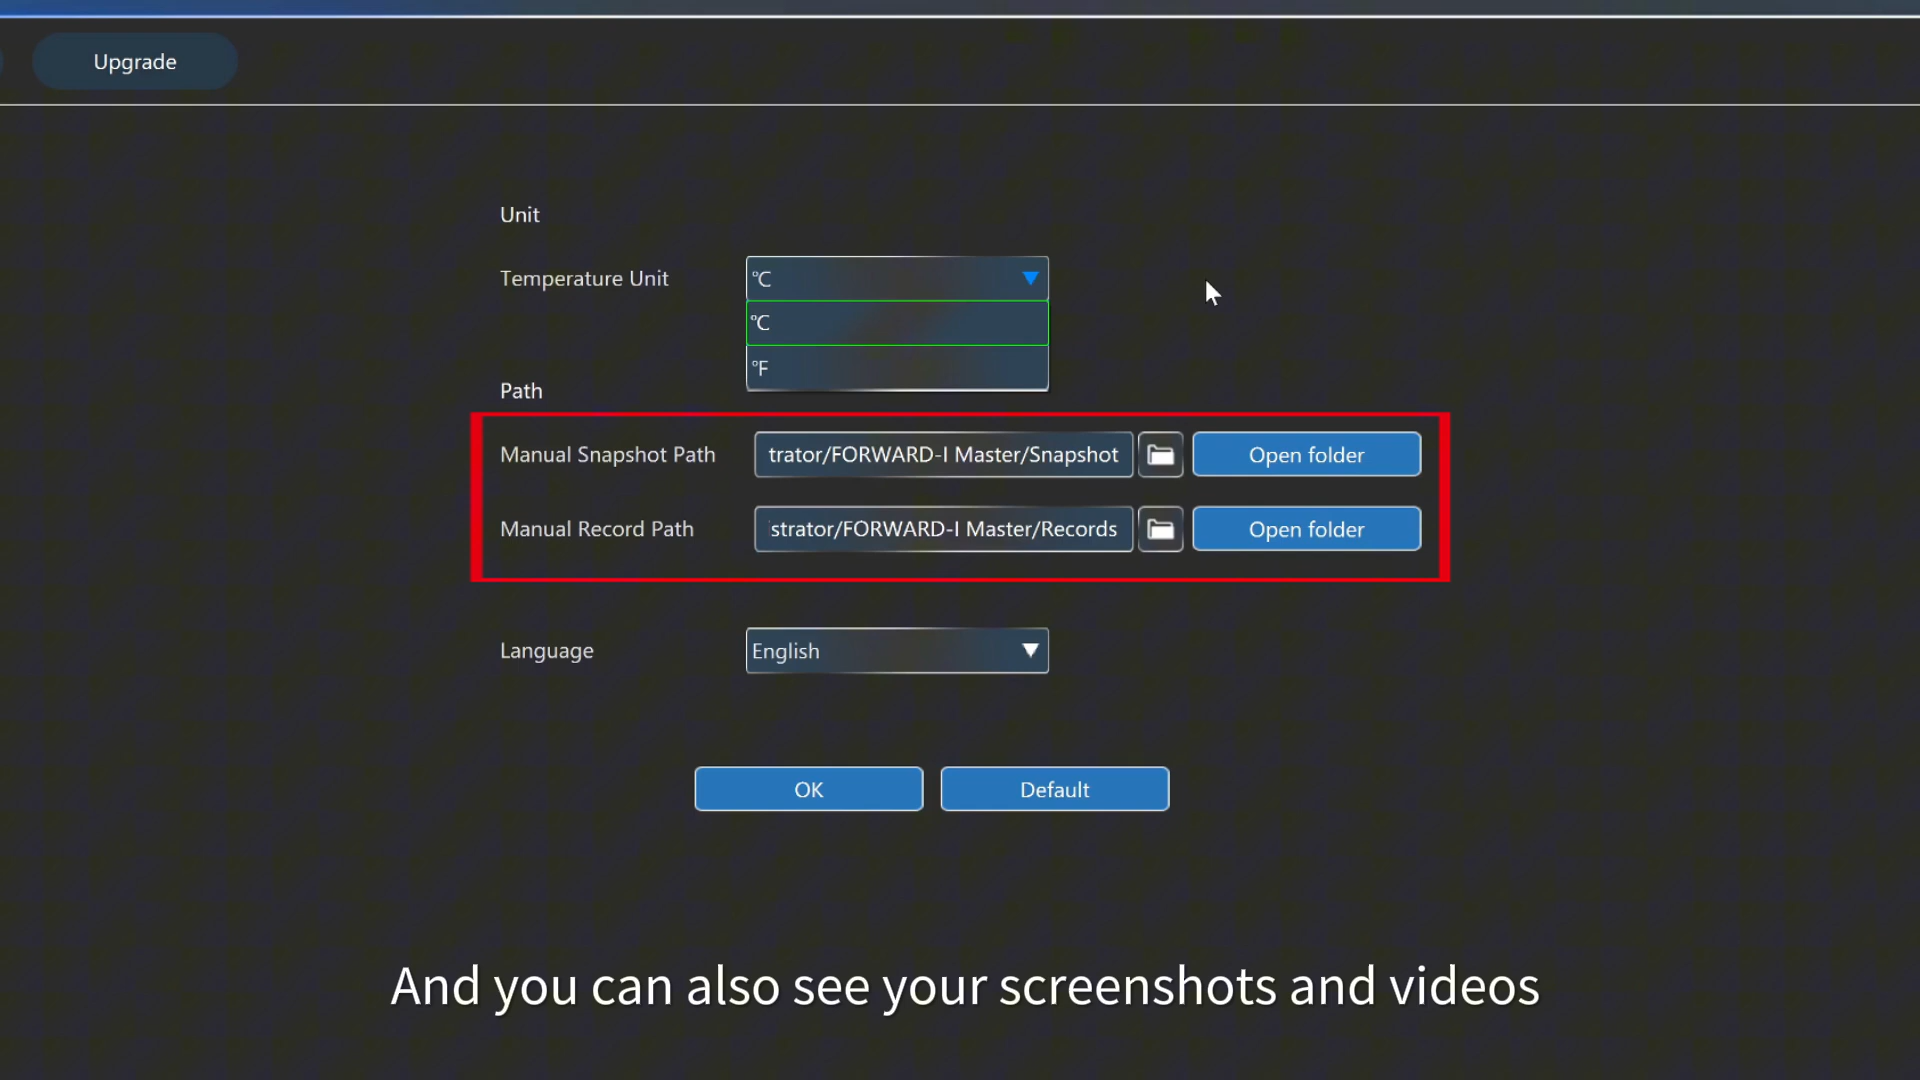 Upgrade
Unit
Temperature Unit
℃
℃
℉
Path
Manual Snapshot Path
trator/FORWARD-I Master/Snapshot
Open folder
Manual Record Path
strator/FORWARD-I Master/Records
Open folder
Language
English
OK
Default
And you can also see your screenshots and videos